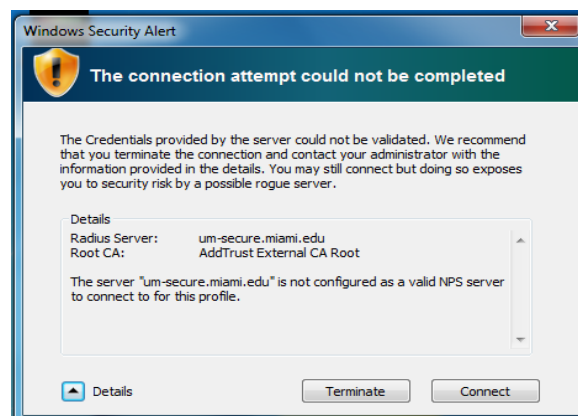 Windows Security Alert
The connection attempt could not be completed
The Credentials provided by the server could not be validated. We recommend
that you terminate the connection and contact your administrator with the
information provided in the details. You may still connect but doing so exposes
you to security risk by a possible rogue server.
Details
Radius Server: um-secure.miami.edu
Root CA: AddTrust External CA Root
The server "um-secure.miami.edu" is not configured as a valid NPS server
to connect to for this profile.
Details Terminate Connect